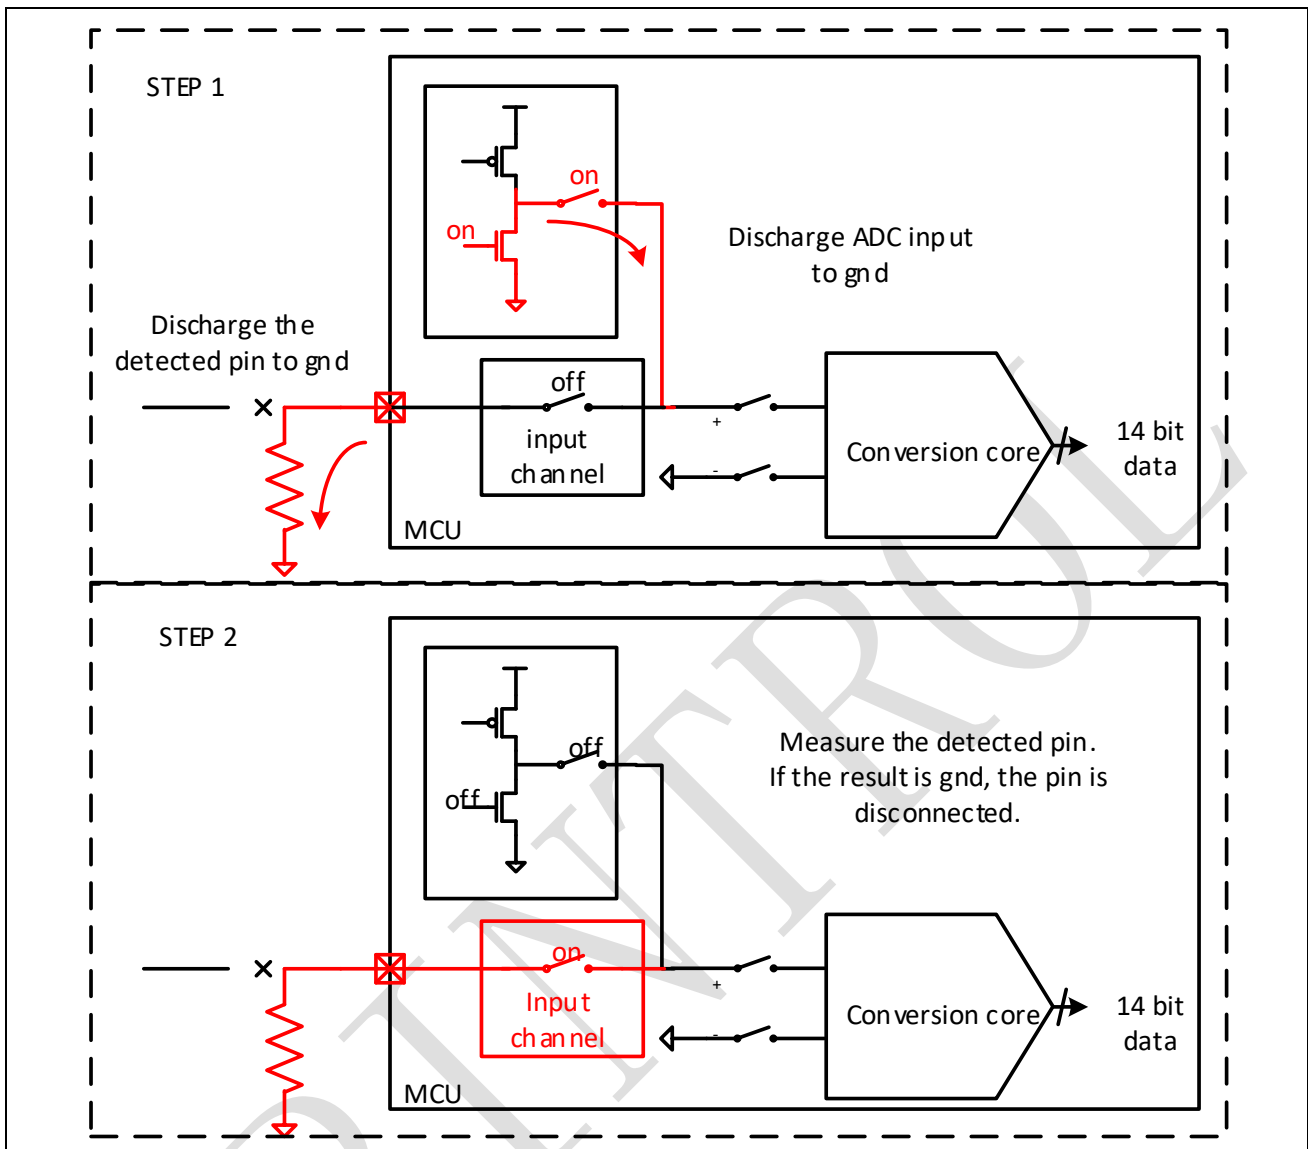 STEP 1
on
on
Discharge ADC input
to gnd
Discharge the
detected pin to gnd
off
input
channel
+
-
Conversion core
14 bit
data
MCU
STEP 2
off
off
Measure the detected pin.
If the result is gnd, the pin is
disconnected.
on
Input
channel
+
-
Conversion core
14 bit
data
MCU
INTROL